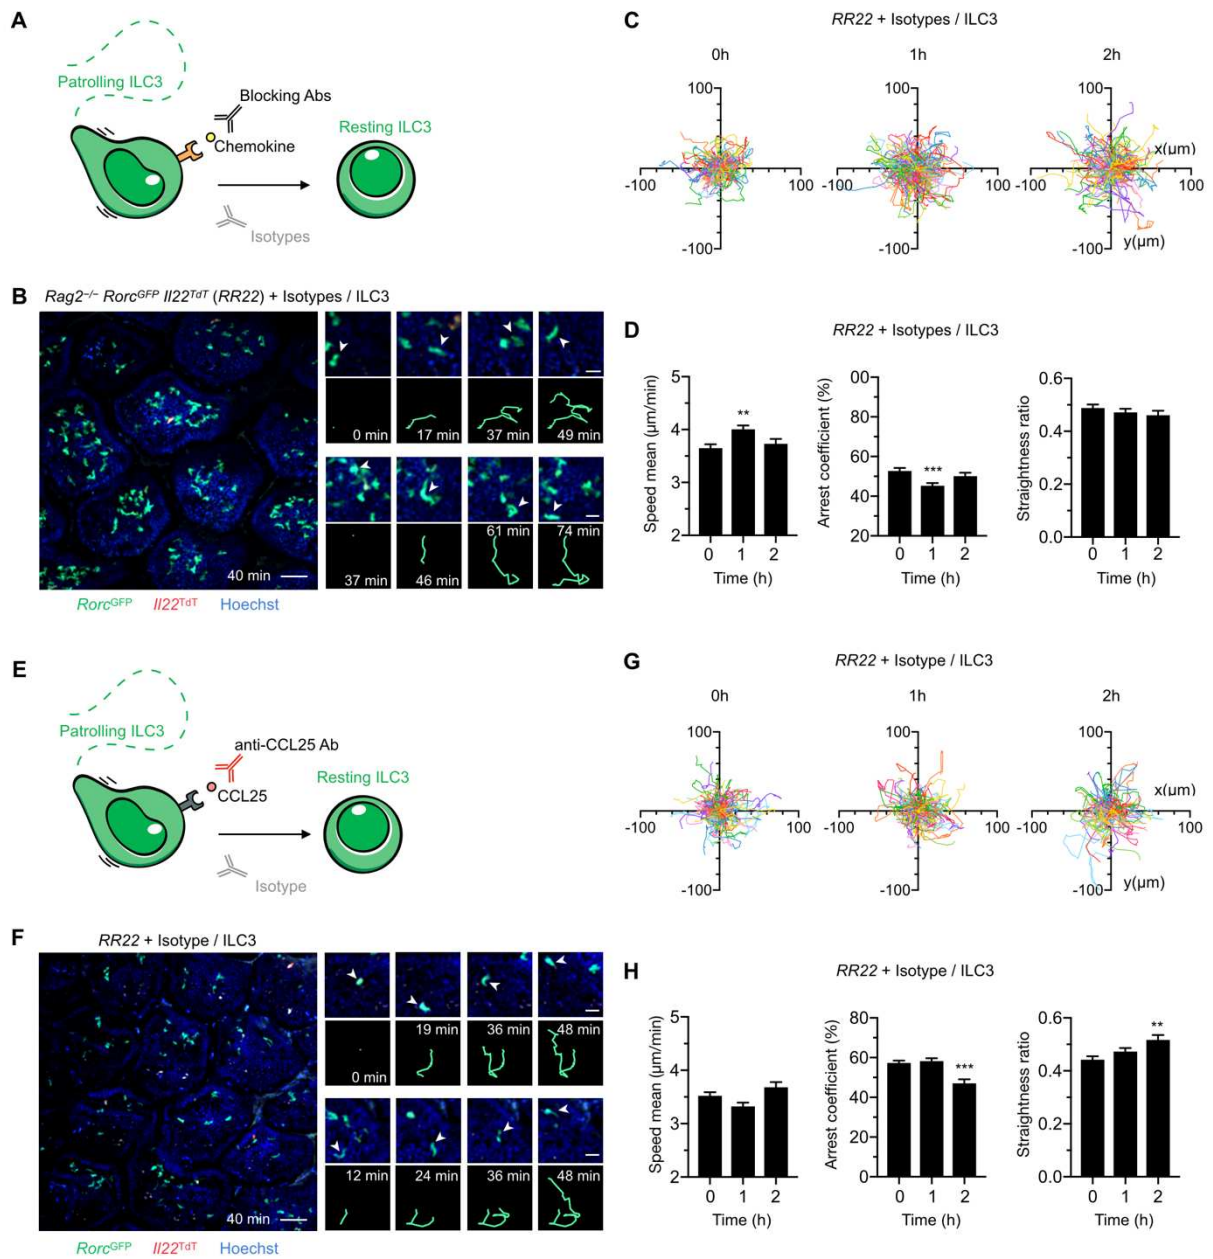 A
Patrolling ILC3
Blocking Abs
Chemokine
Resting ILC3
Isotypes
B
Rag2–/– RorcGFP Il22TdT (RR22) + Isotypes / ILC3
40 min
0 min
17 min
37 min
49 min
37 min
46 min
61 min
74 min
RorcGFP Il22TdT Hoechst
C
RR22 + Isotypes / ILC3
0h
1h
2h
100
100
100
x(µm)
-100
100
-100
100
-100
100
-100
-100
-100
y(µm)
D
RR22 + Isotypes / ILC3
Speed mean (µm/min)
5
4
3
2
**
0 1 2
Time (h)
Arrest coefficient (%)
00
80
60
40
20
***
0 1 2
Time (h)
Straightness ratio
0.6
0.4
0.2
0.0
0 1 2
Time (h)
E
Patrolling ILC3
anti-CCL25 Ab
CCL25
Resting ILC3
Isotype
F
RR22 + Isotype / ILC3
40 min
0 min
19 min
36 min
48 min
12 min
24 min
36 min
48 min
RorcGFP Il22TdT Hoechst
G
RR22 + Isotype / ILC3
0h
1h
2h
100
100
100
x(µm)
-100
100
-100
100
-100
100
-100
-100
-100
y(µm)
H
RR22 + Isotype / ILC3
Speed mean (µm/min)
5
4
3
2
0 1 2
Time (h)
Arrest coefficient (%)
80
60
40
20
0
***
0 1 2
Time (h)
Straightness ratio
0.6
0.4
0.2
0.0
**
0 1 2
Time (h)